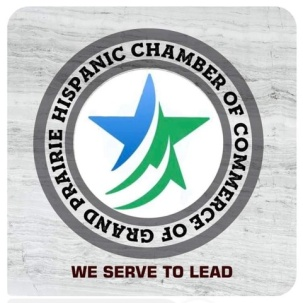 HISPANIC CHAMBER OF COMMERCE OF GRAND PRAIRIE
WE SERVE TO LEAD